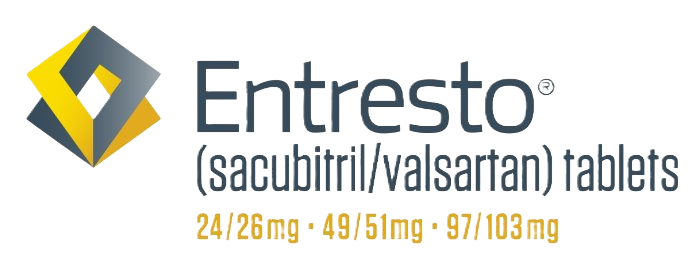 Entresto®
(sacubitril/valsartan) tablets
24/26mg · 49/51mg · 97/103mg